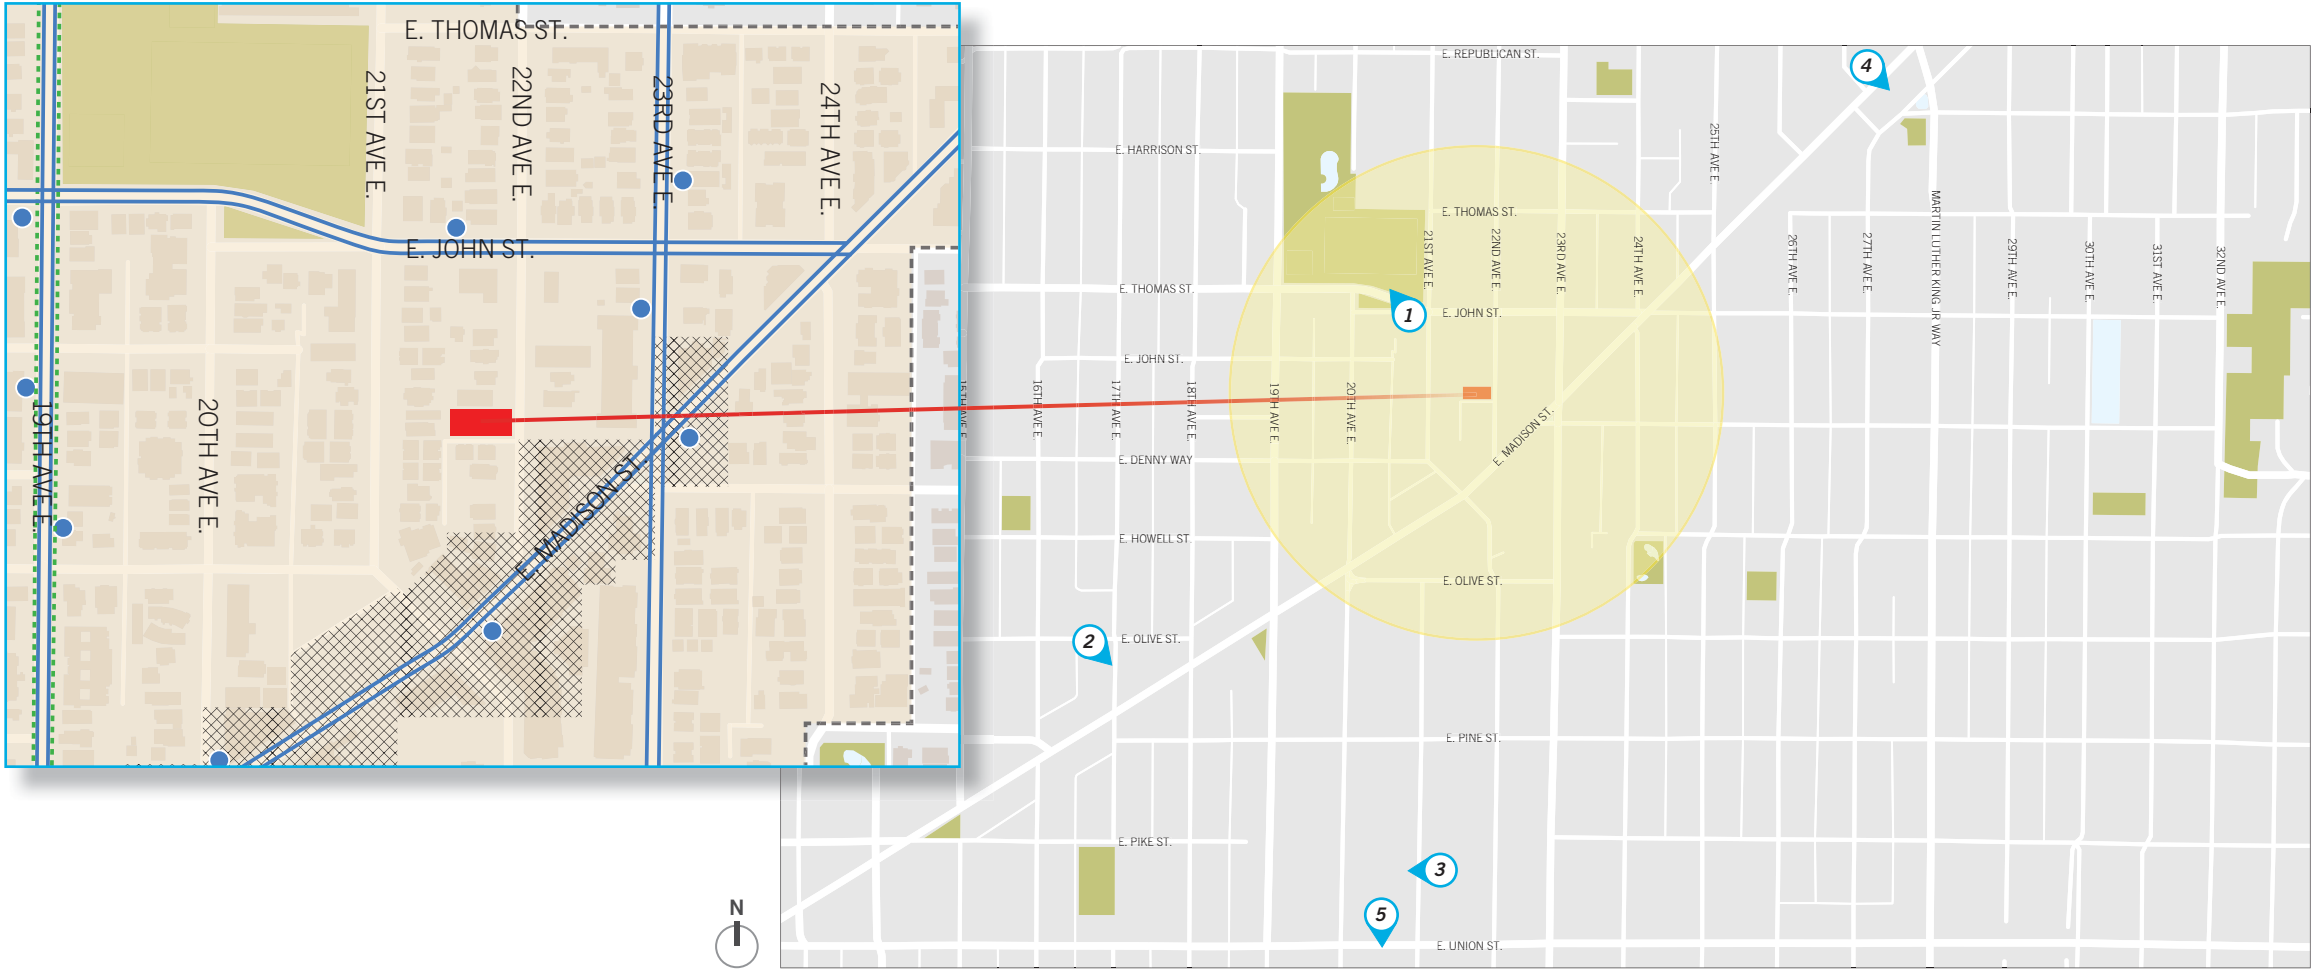 E. THOMAS ST.
21ST AVE E.
22ND AVE E.
23RD AVE E.
24TH AVE E.
E. JOHN ST.
19TH AVE E.
20TH AVE E.
E. MADISON ST.
E. REPUBLICAN ST.
4
E. HARRISON ST.
25TH AVE E.
E. THOMAS ST.
MARTIN LUTHER KING JR WAY
21ST AVE E.
22ND AVE E.
23RD AVE E.
24TH AVE E.
26TH AVE E.
27TH AVE E.
29TH AVE E.
30TH AVE E.
31ST AVE E.
32ND AVE E.
E. THOMAS ST.
1
E. JOHN ST.
E. JOHN ST.
15TH AVE E.
16TH AVE E.
17TH AVE E.
18TH AVE E.
19TH AVE E.
20TH AVE E.
E. MADISON ST.
E. DENNY WAY
E. HOWELL ST.
E. OLIVE ST.
2
E. OLIVE ST.
E. PINE ST.
E. PIKE ST.
3
N
5
E. UNION ST.